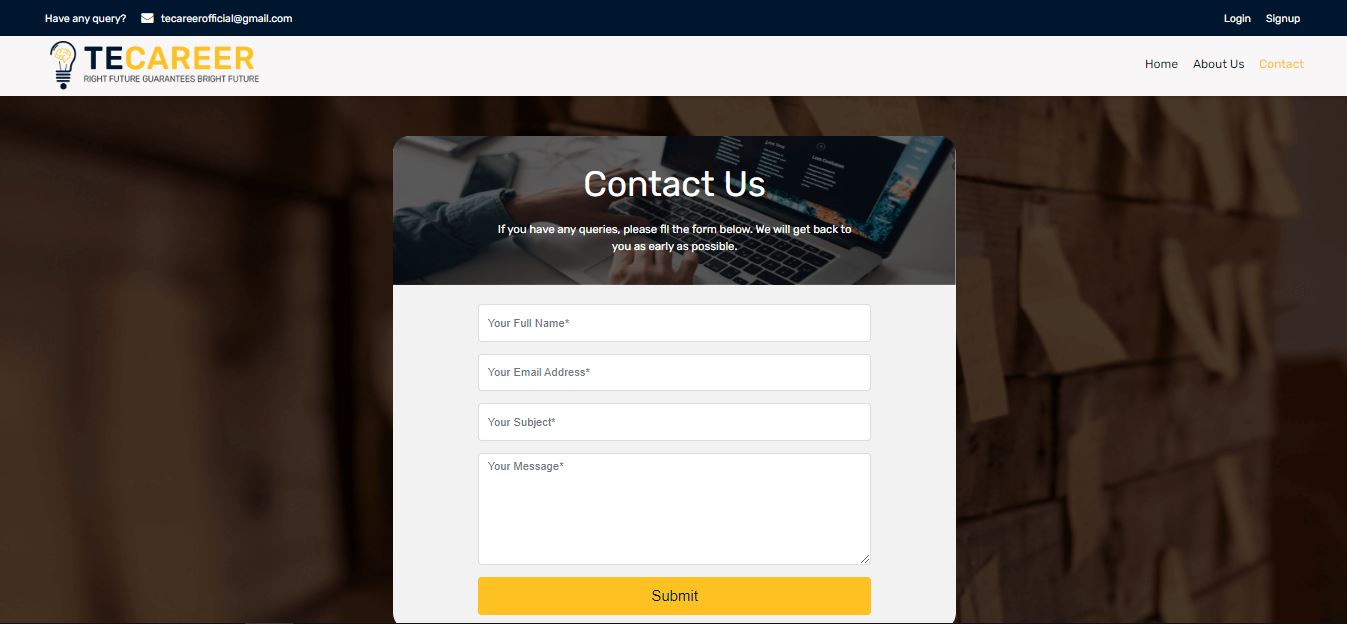 Have any query? tecareerofficial@gmail.com Login Signup
TECAREER
RIGHT FUTURE GUARANTEES BRIGHT FUTURE
Home About Us Contact
Contact Us
If you have any queries, please fll the form below. We will get back to
you as early as possible.
Your Full Name*
Your Email Address*
Your Subject*
Your Message*
Submit